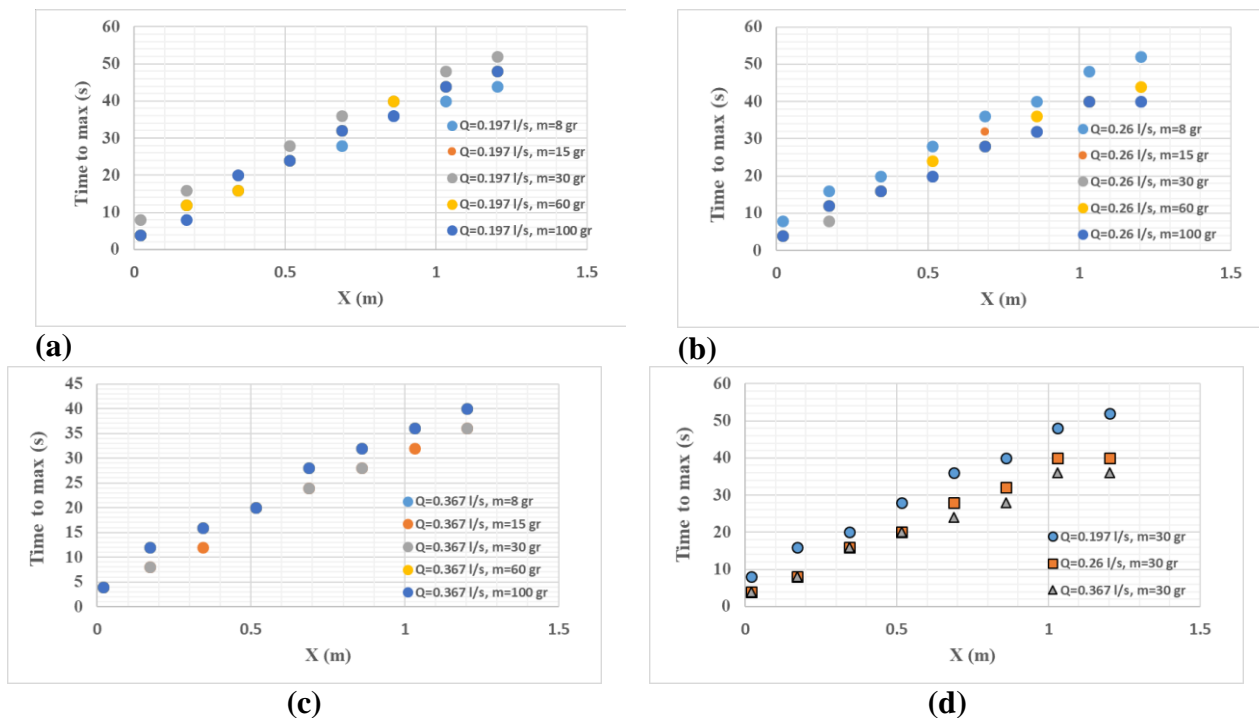 60
50
40
30
20
10
0
Time to max (s)
0
0.5
1
1.5
X (m)
Q=0.197 l/s, m=8 gr
Q=0.197 l/s, m=15 gr
Q=0.197 l/s, m=30 gr
Q=0.197 l/s, m=60 gr
Q=0.197 l/s, m=100 gr
(a)
60
50
40
30
20
10
0
Time to max (s)
0
0.5
1
1.5
X (m)
Q=0.26 l/s, m=8 gr
Q=0.26 l/s, m=15 gr
Q=0.26 l/s, m=30 gr
Q=0.26 l/s, m=60 gr
Q=0.26 l/s, m=100 gr
(b)
45
40
35
30
25
20
15
10
5
0
Time to max (s)
0
0.5
1
1.5
X (m)
Q=0.367 l/s, m=8 gr
Q=0.367 l/s, m=15 gr
Q=0.367 l/s, m=30 gr
Q=0.367 l/s, m=60 gr
Q=0.367 l/s, m=100 gr
(c)
60
50
40
30
20
10
0
Time to max (s)
0
0.5
1
1.5
X (m)
Q=0.197 l/s, m=30 gr
Q=0.26 l/s, m=30 gr
Q=0.367 l/s, m=30 gr
(d)